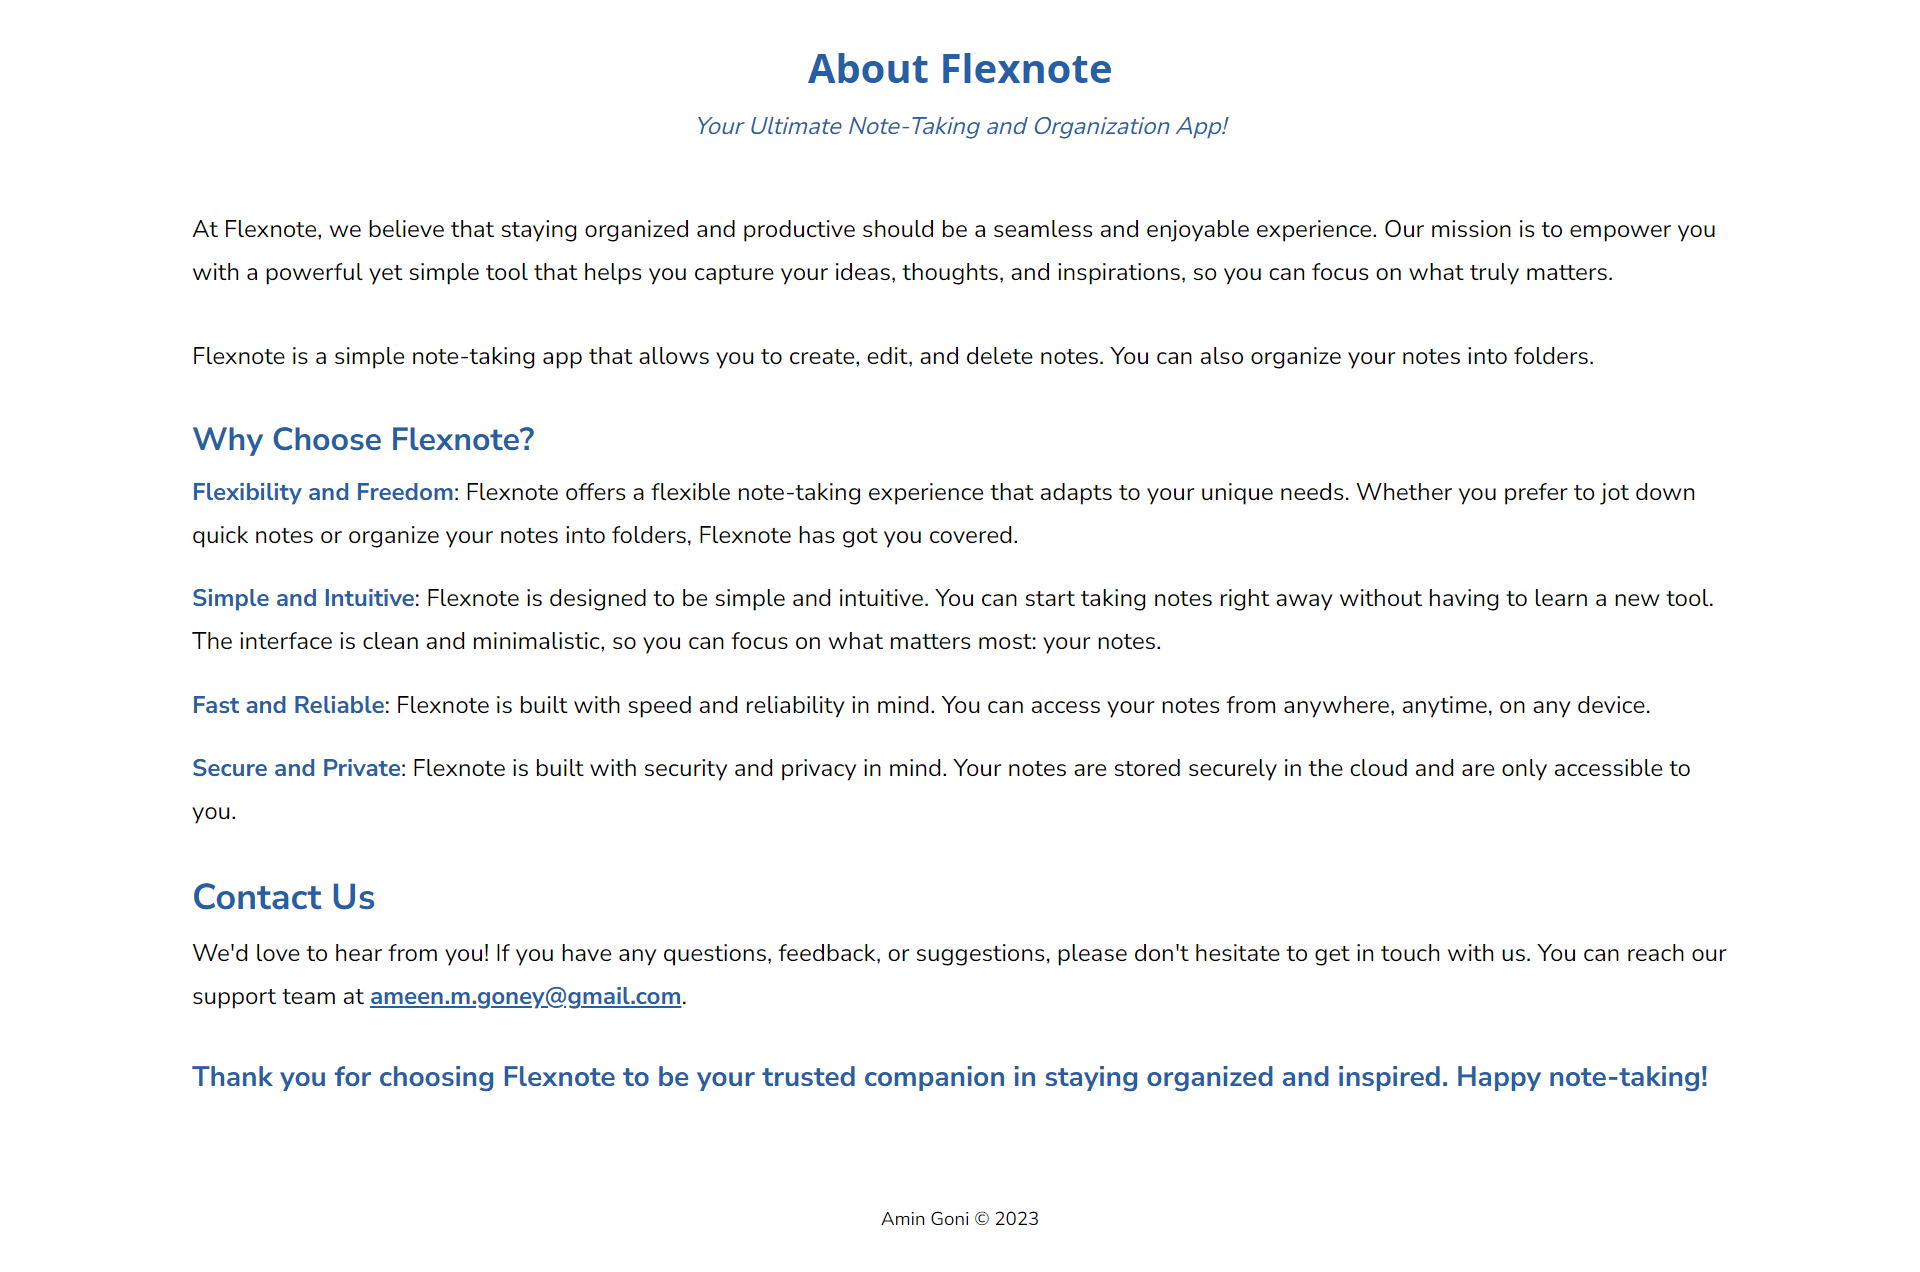 About Flexnote
Your Ultimate Note-Taking and Organization App!
At Flexnote, we believe that staying organized and productive should be a seamless and enjoyable experience. Our mission is to empower you
with a powerful yet simple tool that helps you capture your ideas, thoughts, and inspirations, so you can focus on what truly matters.
Flexnote is a simple note-taking app that allows you to create, edit, and delete notes. You can also organize your notes into folders.
Why Choose Flexnote?
Flexibility and Freedom: Flexnote offers a flexible note-taking experience that adapts to your unique needs. Whether you prefer to jot down
quick notes or organize your notes into folders, Flexnote has got you covered.
Simple and Intuitive: Flexnote is designed to be simple and intuitive. You can start taking notes right away without having to learn a new tool.
The interface is clean and minimalistic, so you can focus on what matters most: your notes.
Fast and Reliable: Flexnote is built with speed and reliability in mind. You can access your notes from anywhere, anytime, on any device.
Secure and Private: Flexnote is built with security and privacy in mind. Your notes are stored securely in the cloud and are only accessible to
you.
Contact Us
We'd love to hear from you! If you have any questions, feedback, or suggestions, please don't hesitate to get in touch with us. You can reach our
support team at ameen.m.goney@gmail.com.
Thank you for choosing Flexnote to be your trusted companion in staying organized and inspired. Happy note-taking!
Amin Goni © 2023